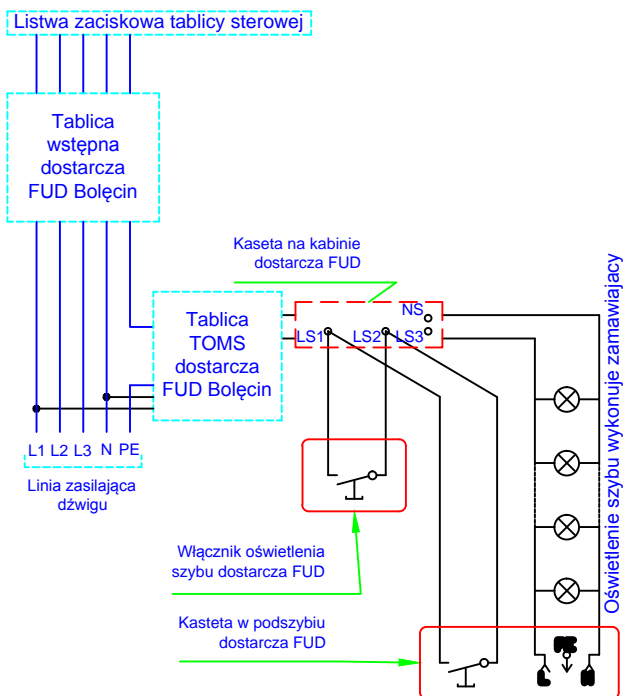 Listwa zaciskowa tablicy sterowej
Tablica
wstępna
dostarcza
FUD Bolęcin
Kaseta na kabinie
dostarcza FUD
Tablica
TOMS
dostarcza
FUD Bolęcin
NS
LS1 LS2 LS3
L1 L2 L3 N PE
Linia zasilająca
dźwigu
Oświetlenie szybu wykonuje zamawiajacy
Włącznik oświetlenia
szybu dostarcza FUD
Kasteta w podszybiu
dostarcza FUD
PE
L N